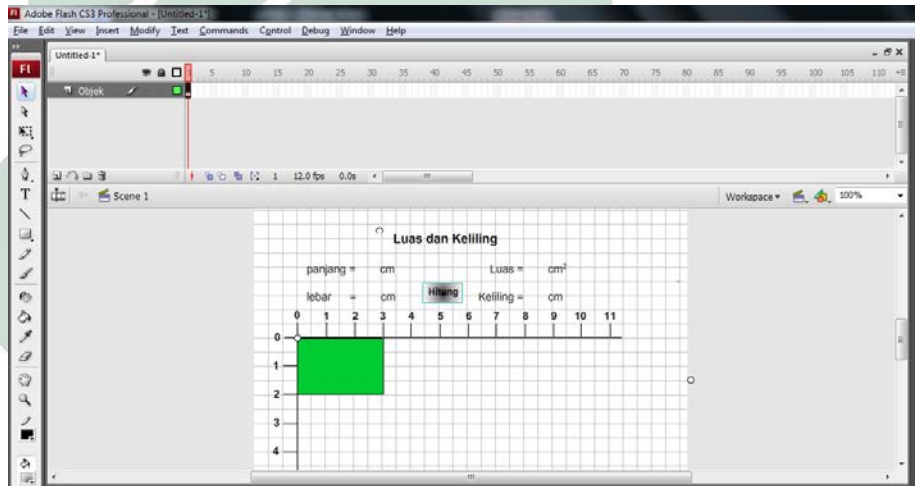 Adobe Flash CS3 Professional - [Untitled-1*]
File Edit View Insert Modify Text Commands Control Debug Window Help
Untitled-1*
Fl
5 10 15 20 25 30 35 40 45 50 55 60 65 70 75 80 85 90 95 100 105 110
Objek
1 12.0 fps 0.0s
Scene 1 Workspace 100%
T
Luas dan Keliling
panjang = cm Luas = cm²
lebar = cm Hitung Keliling = cm
0 1 2 3 4 5 6 7 8 9 10 11
0
1
2
3
4